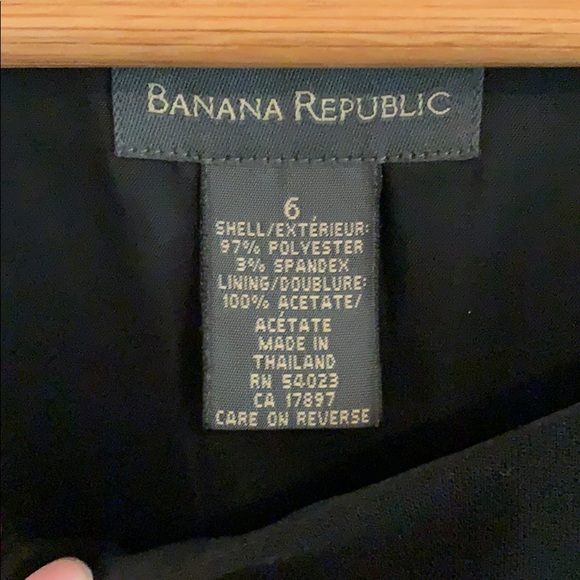 BANANA REPUBLIC
6
SHELL/EXTÉRIEUR:
97% POLYESTER
3% SPANDEX
LINING/DOUBLURE:
100% ACETATE/
ACÉTATE
MADE IN
THAILAND
RN 54023
CA 17897
CARE ON REVERSE